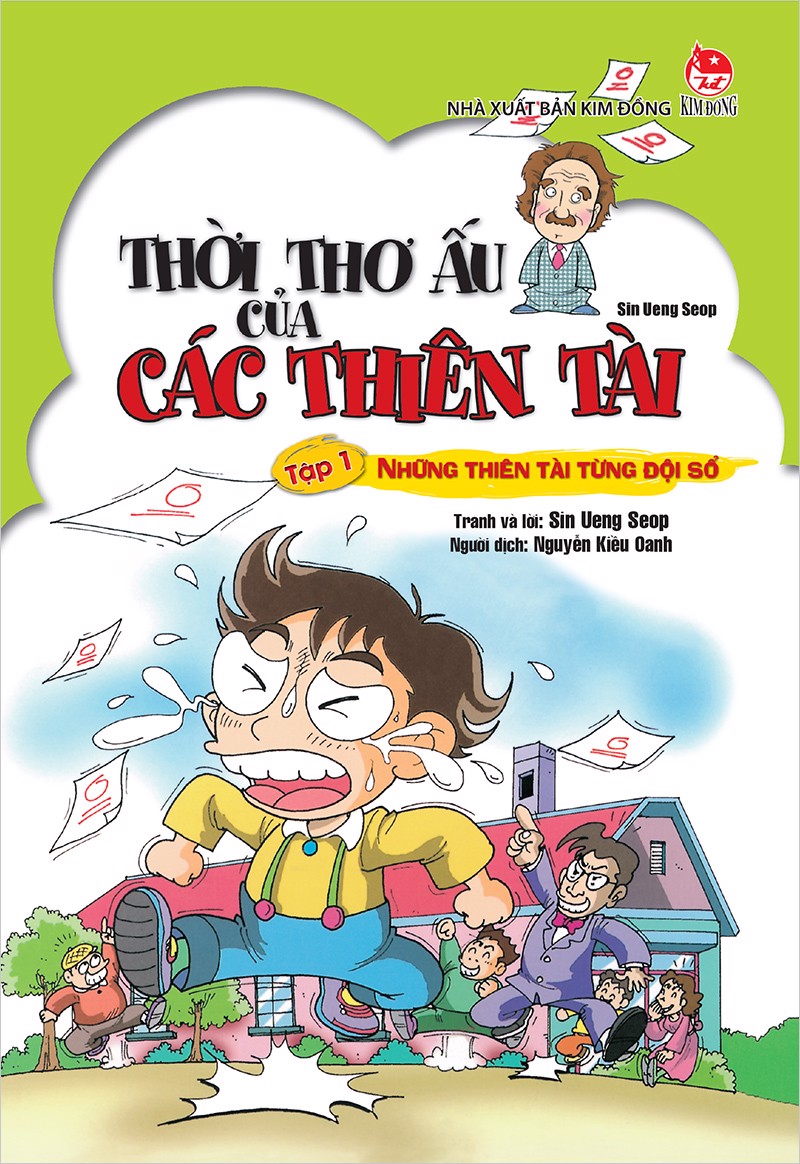 NHÀ XUẤT BẢN KIM ĐỒNG
KIM ĐỒNG
THỜI THƠ ẤU
CỦA
CÁC THIÊN TÀI
Sin Ueng Seop
Tập 1
NHỮNG THIÊN TÀI TỪNG ĐỘI SỔ
Tranh và lời: Sin Ueng Seop
Người dịch: Nguyễn Kiều Oanh